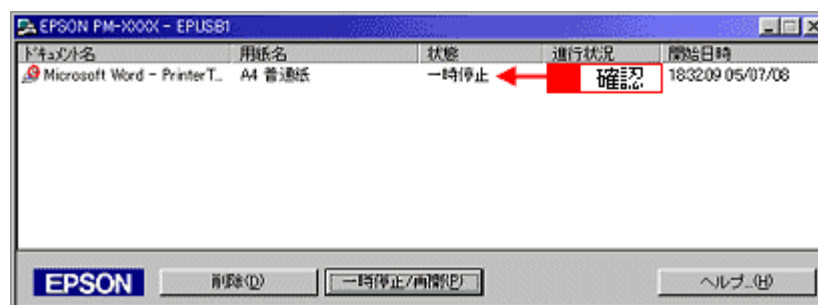 EPSON PM-XXXX - EPUSB1
ドキュメント名 用紙名 状態 進行状況 開始日時
Microsoft Word - PrinterT... A4 普通紙 一時停止 確認 18:32:09 05/07/08
EPSON 削除(D) 一時停止/再開(P) ヘルプ...(H)